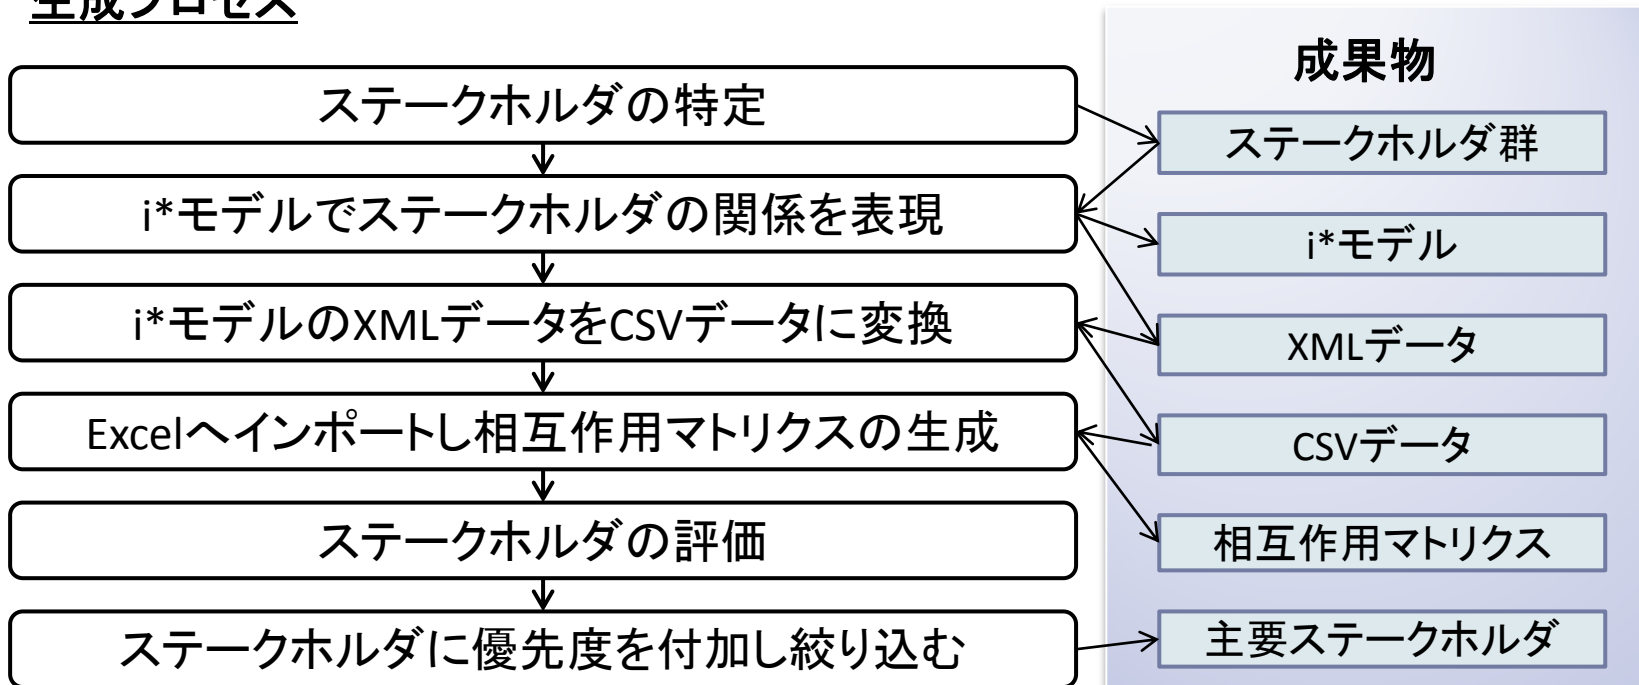 生成プロセス
成果物
ステークホルダの特定
i*モデルでステークホルダの関係を表現
i*モデルのXMLデータをCSVデータに変換
Excelへインポートし相互作用マトリクスの生成
ステークホルダの評価
ステークホルダに優先度を付加し絞り込む
ステークホルダ群
i*モデル
XMLデータ
CSVデータ
相互作用マトリクス
主要ステークホルダ